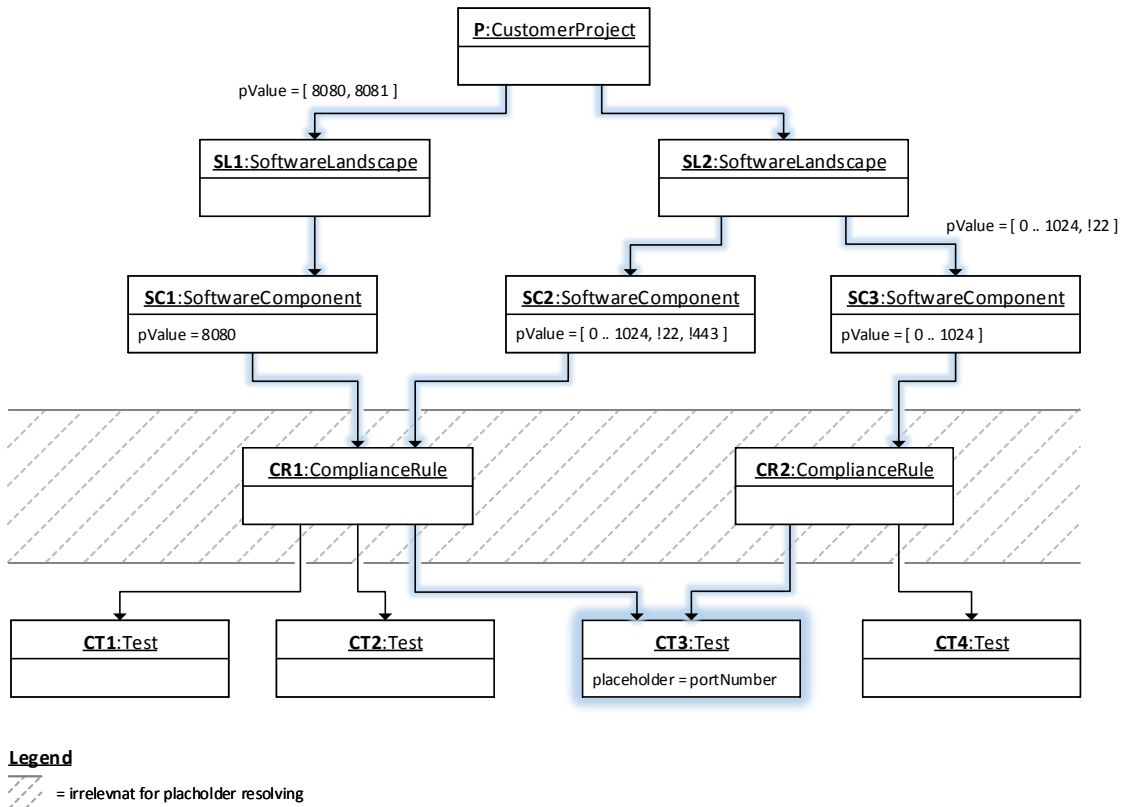 P:CustomerProject
pValue = [ 8080, 8081 ]
SL1:SoftwareLandscape
SL2:SoftwareLandscape
pValue = [ 0 .. 1024, !22 ]
SC1:SoftwareComponent
pValue = 8080
SC2:SoftwareComponent
pValue = [ 0 .. 1024, !22, !443 ]
SC3:SoftwareComponent
pValue = [ 0 .. 1024 ]
CR1:ComplianceRule
CR2:ComplianceRule
CT1:Test
CT2:Test
CT3:Test
placeholder = portNumber
CT4:Test
Legend
= irrelevnat for placholder resolving